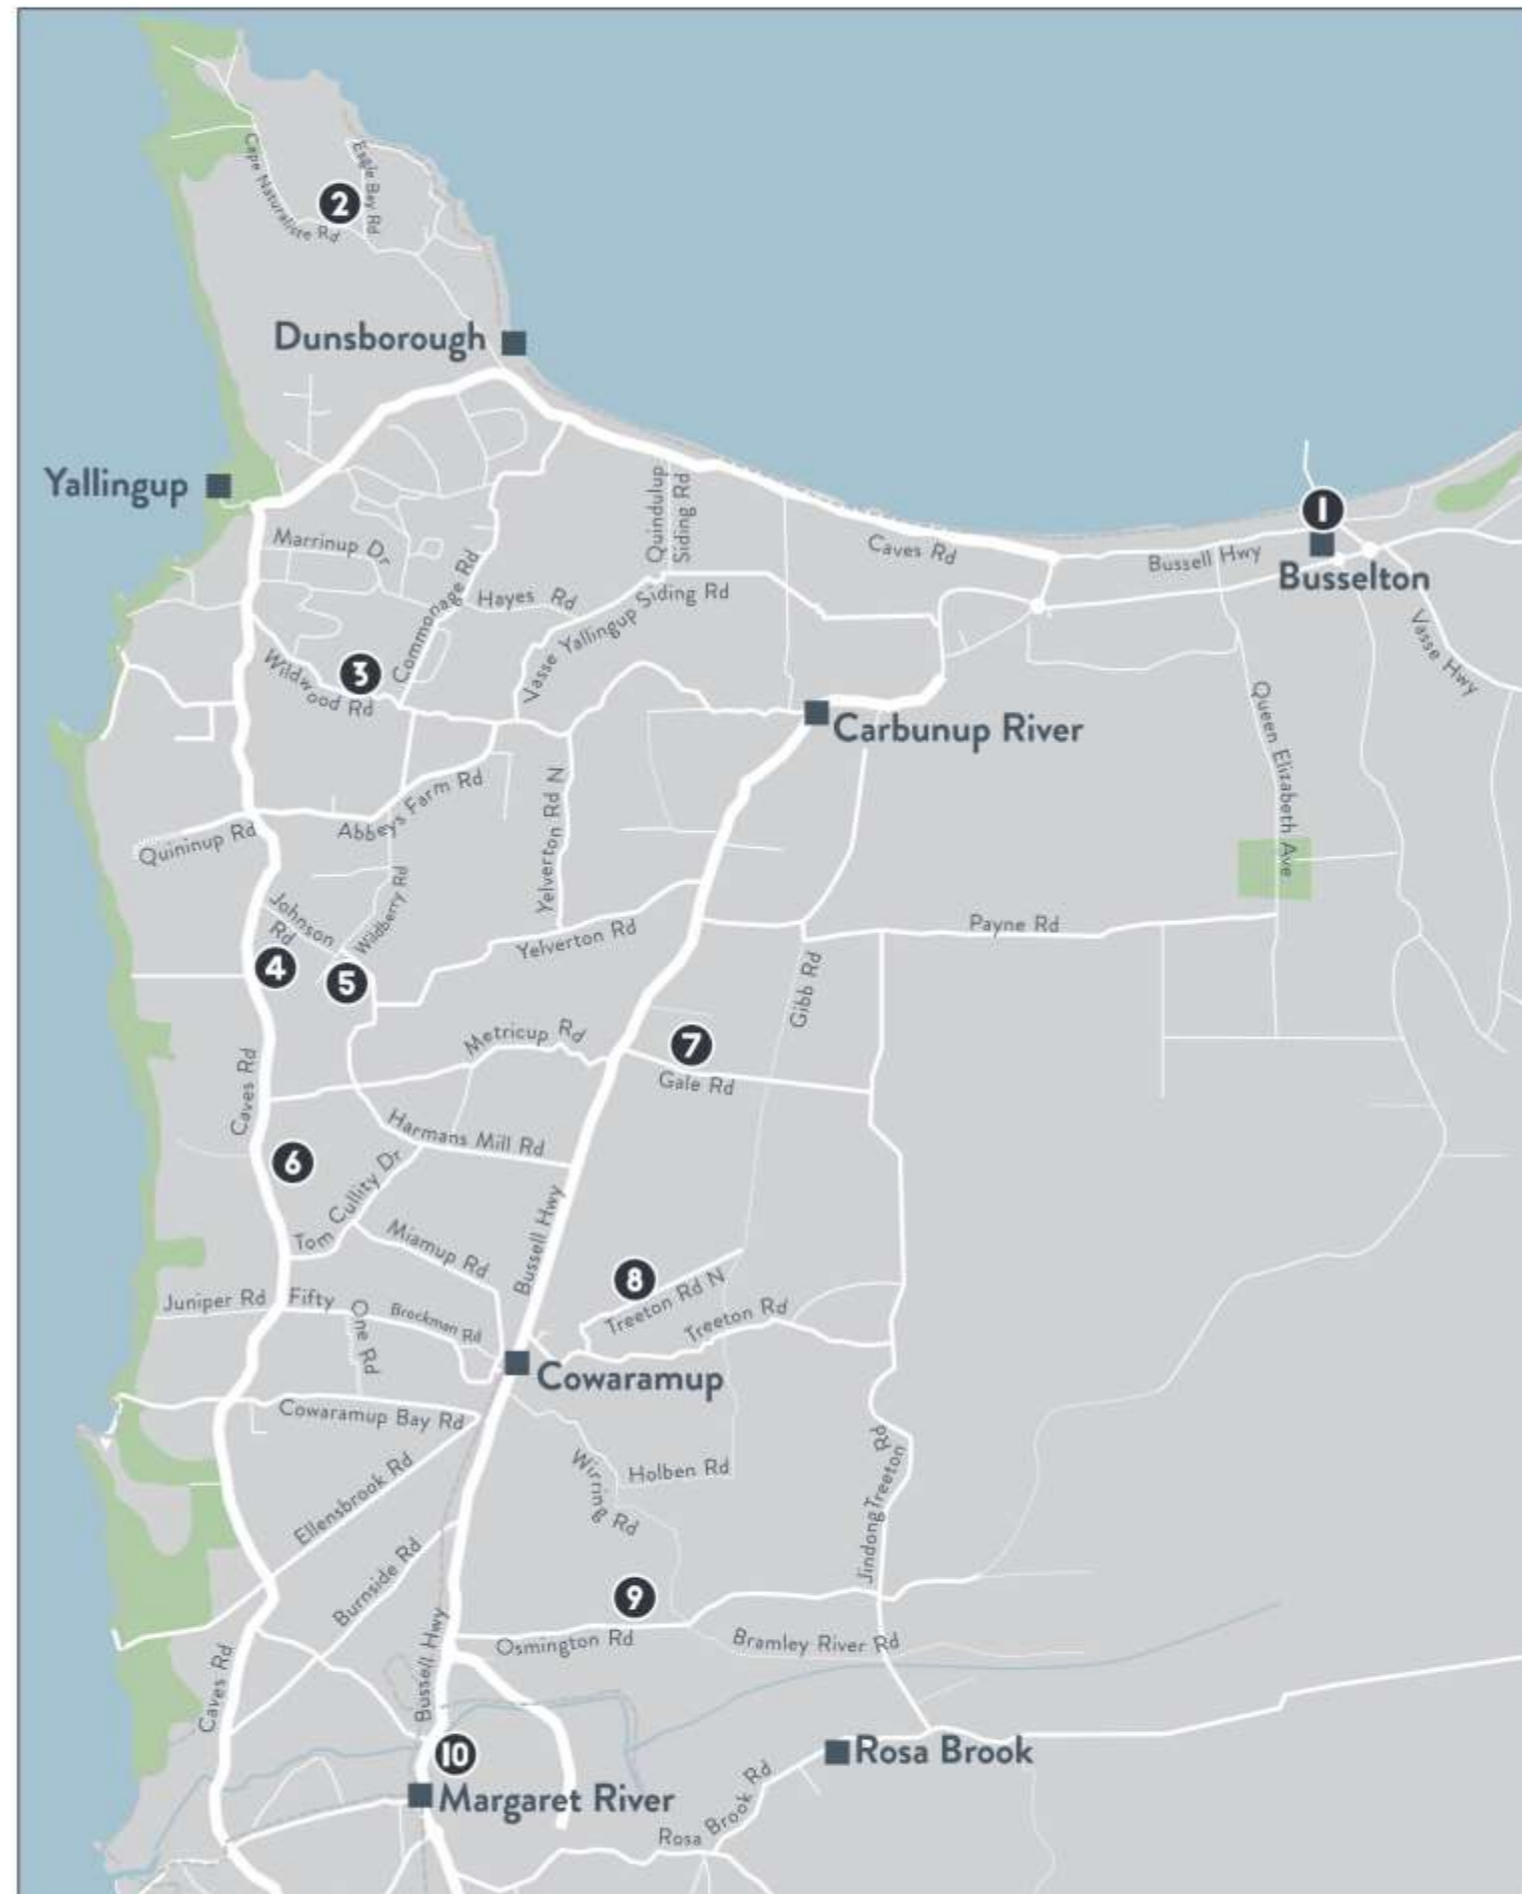 Cape Naturaliste Rd
Eagle Bay Rd
2
Dunsborough
Yallingup
1
Busselton
Bussell Hwy
Caves Rd
Quindulup
Siding Rd
Marrinup Dr
Commonage Rd
Hayes Rd
Vasse Yallingup Siding Rd
Vasse Hwy
3
Wildwood Rd
Carbunup River
Queen Elizabeth Ave
Yelverton Rd N
Abbeys Farm Rd
Quininup Rd
Wildberry Rd
Johnson
Rd
4
5
Yelverton Rd
Payne Rd
Gibb Rd
Metricup Rd
7
Gale Rd
Caves Rd
6
Harmans Mill Rd
Tom Cullity Dr
Miamup Rd
Bussell Hwy
8
Treeton Rd N
Treeton Rd
Juniper Rd
Fifty
One Rd
Brockman Rd
Cowaramup
Cowaramup Bay Rd
Ellensbrook Rd
Wirring Rd
Holben Rd
Jindong Treeton Rd
Burnside Rd
9
Osmington Rd
Bramley River Rd
Caves Rd
Bussell Hwy
10
Margaret River
Rosa Brook
Rosa Brook Rd